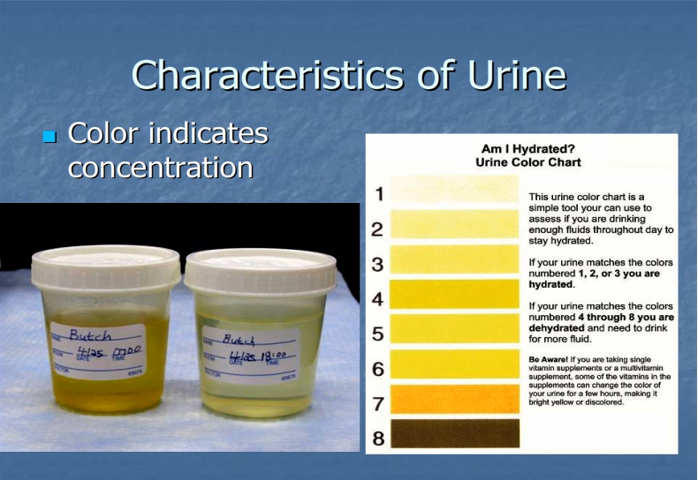 Characteristics of Urine
Color indicates
concentration
Am I Hydrated?
Urine Color Chart
1
2
3
4
5
6
7
8
This urine color chart is a
simple tool your can use to
assess if you are drinking
enough fluids throughout day to
stay hydrated.
If your urine matches the colors
numbered 1, 2, or 3 you are
hydrated.
If your urine matches the colors
numbered 4 through 8 you are
dehydrated and need to drink
for more fluid.
Be Aware! If you are taking single
vitamin supplements or a multivitamin
supplement, some of the vitamins in the
supplements can change the color of
your urine for a few hours, making it
bright yellow or discolored.
Butch
4/25
DATE TIME
Butch
18:00
DATE TIME